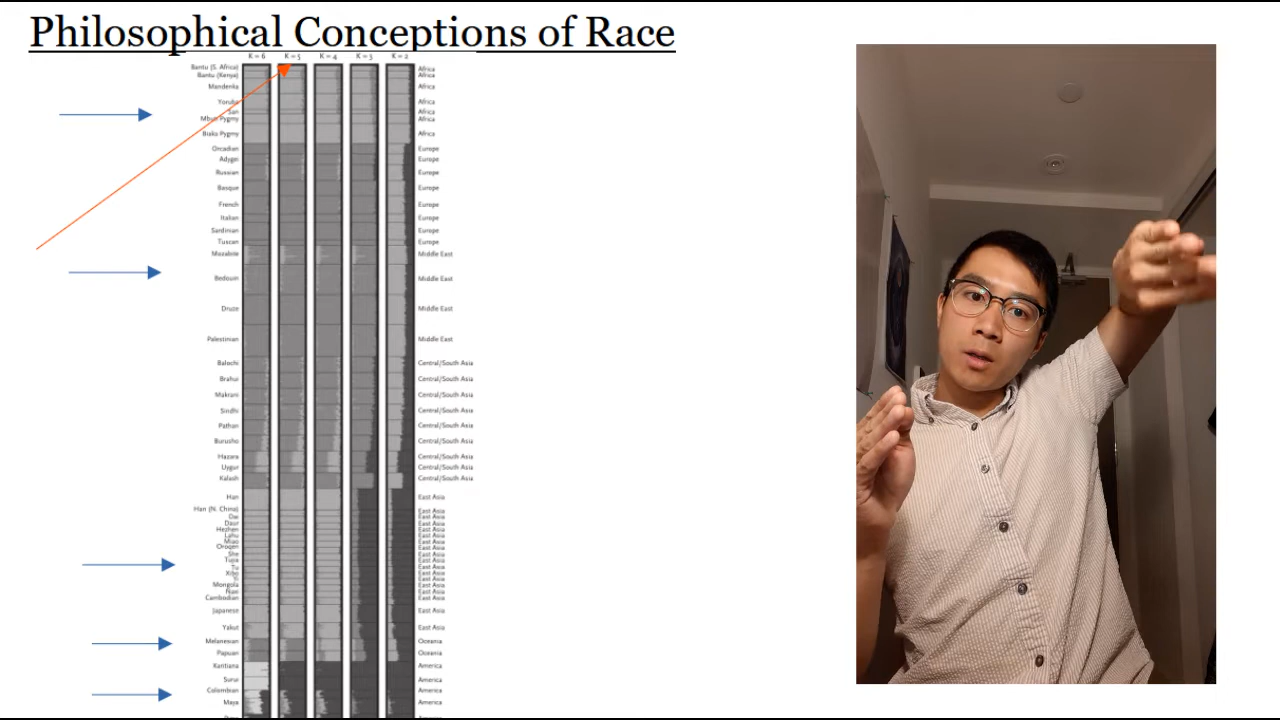 Philosophical Conceptions of Race
K=6 K=5 K=4 K=3 K=2
Bantu (S. Africa) Africa
Bantu (Kenya) Africa
Mandenka Africa
Yoruba Africa
San Africa
Mbuti Pygmy Africa
Biaka Pygmy Africa
Orcadian Europe
Adygei Europe
Russian Europe
Basque Europe
French Europe
Italian Europe
Sardinian Europe
Tuscan Europe
Mozabite Middle East
Bedouin Middle East
Druze Middle East
Palestinian Middle East
Balochi Central/South Asia
Brahui Central/South Asia
Makrani Central/South Asia
Sindhi Central/South Asia
Pathan Central/South Asia
Burusho Central/South Asia
Hazara Central/South Asia
Uygur Central/South Asia
Kalash Central/South Asia
Han East Asia
Han (N. China) East Asia
Dai East Asia
Daur East Asia
Hezhen East Asia
Lahu East Asia
Miao East Asia
Oroqen East Asia
She East Asia
Tujia East Asia
Tu East Asia
Xibo East Asia
Yi East Asia
Mongola East Asia
Naxi East Asia
Cambodian East Asia
Japanese East Asia
Yakut East Asia
Melanesian Oceania
Papuan Oceania
Karitiana America
Surui America
Colombian America
Maya America